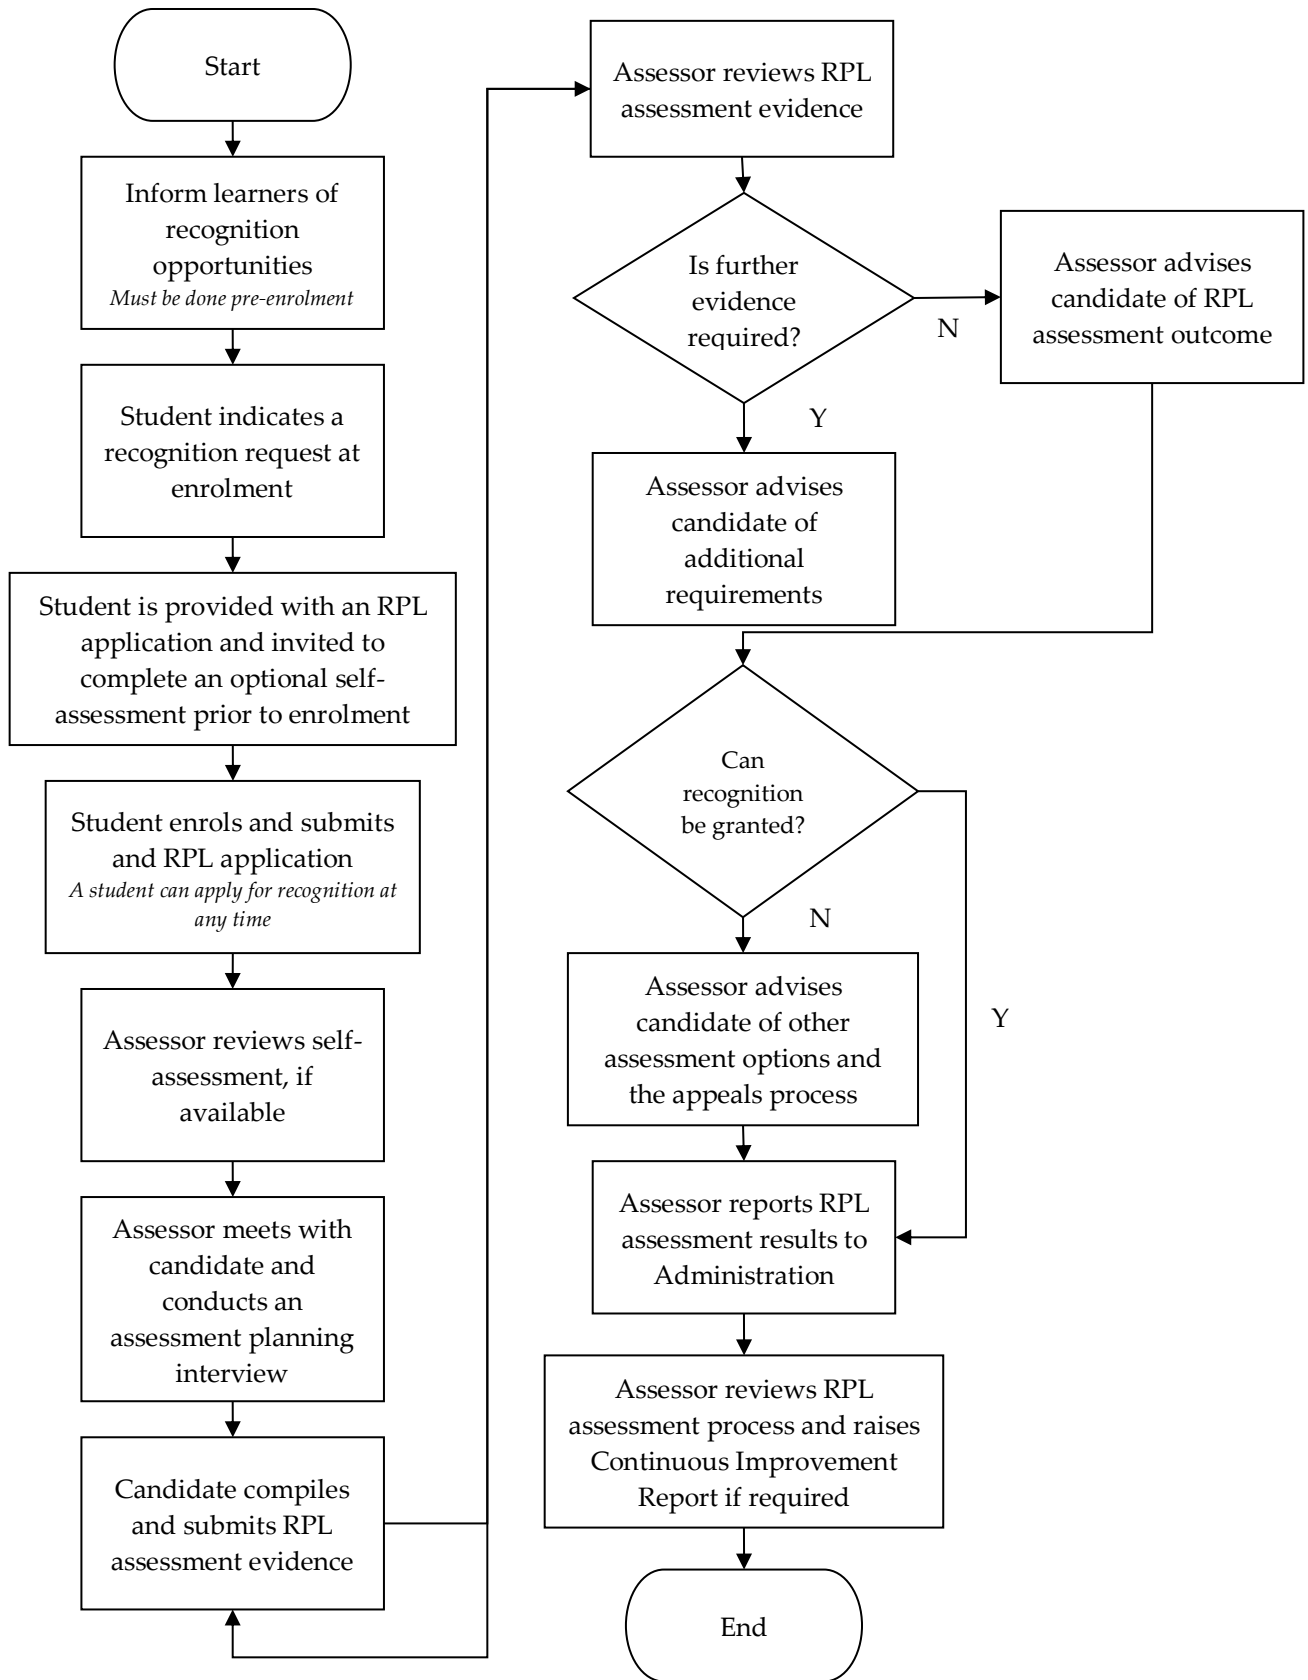 Start
Inform learners of
recognition
opportunities
Must be done pre-enrolment
Student indicates a
recognition request at
enrolment
Student is provided with an RPL
application and invited to
complete an optional self-
assessment prior to enrolment
Student enrols and submits
and RPL application
A student can apply for recognition at
any time
Assessor reviews self-
assessment, if
available
Assessor meets with
candidate and
conducts an
assessment planning
interview
Candidate compiles
and submits RPL
assessment evidence
Assessor reviews RPL
assessment evidence
Is further
evidence
required?
N
Assessor advises
candidate of RPL
assessment outcome
Y
Assessor advises
candidate of
additional
requirements
Can
recognition
be granted?
N
Assessor advises
candidate of other
assessment options and
the appeals process
Y
Assessor reports RPL
assessment results to
Administration
Assessor reviews RPL
assessment process and raises
Continuous Improvement
Report if required
End